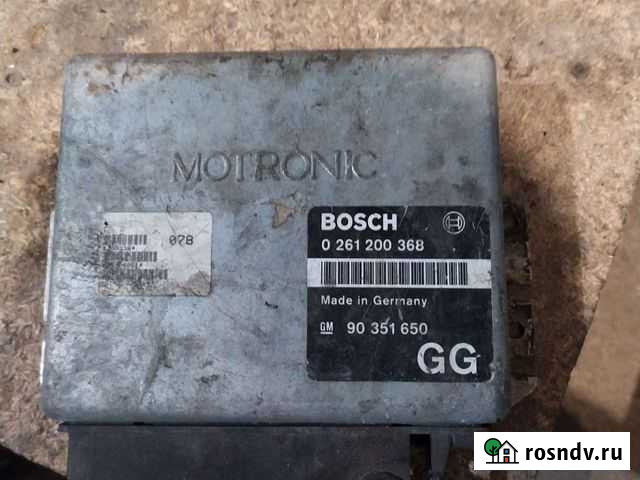 MOTRONIC
078
BOSCH
0 261 200 368
Made in Germany
GM 90 351 650
GG
rosndv.ru